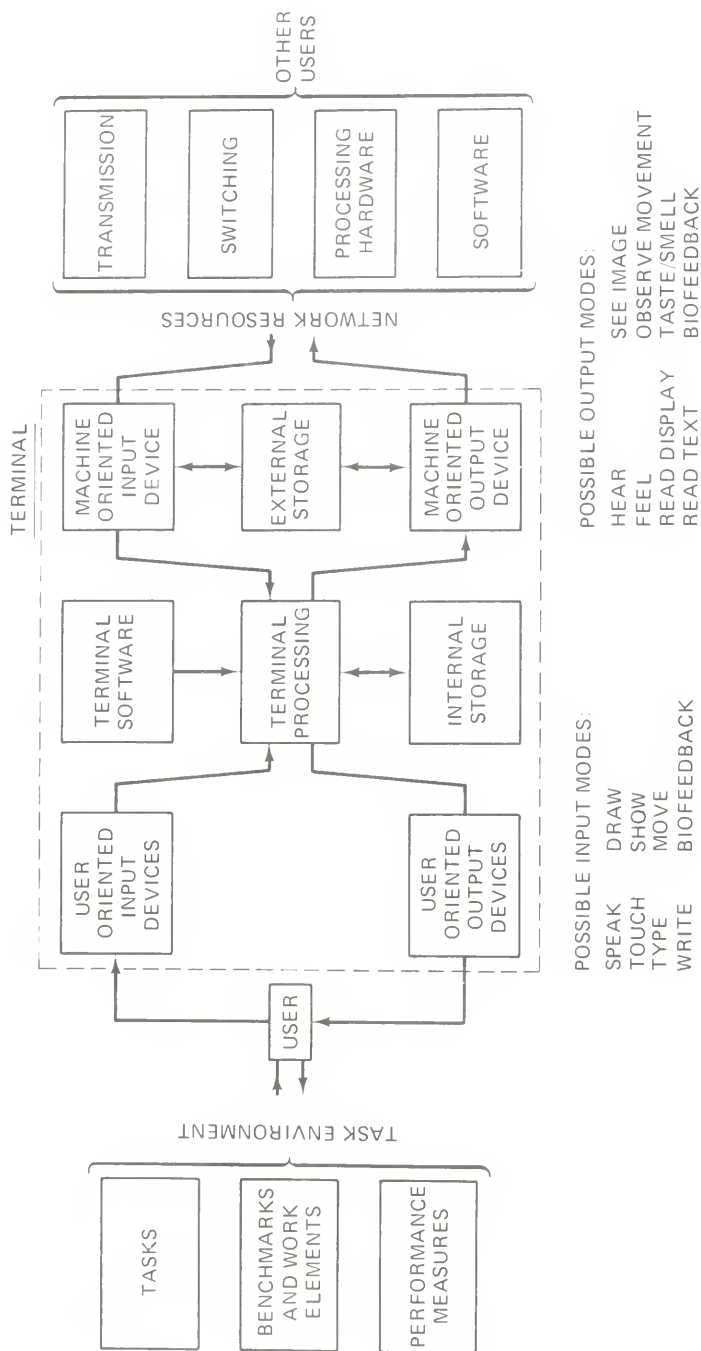 TERMINAL
TASKS
BENCHMARKS
AND WORK
ELEMENTS
PERFORMANCE
MEASURES
TASK ENVIRONMENT
USER
USER
ORIENTED
INPUT
DEVICES
USER
ORIENTED
OUTPUT
DEVICES
TERMINAL
SOFTWARE
TERMINAL
PROCESSING
INTERNAL
STORAGE
MACHINE
ORIENTED
INPUT
DEVICE
EXTERNAL
STORAGE
MACHINE
ORIENTED
OUTPUT
DEVICE
NETWORK RESOURCES
TRANSMISSION
SWITCHING
PROCESSING
HARDWARE
SOFTWARE
OTHER
USERS
POSSIBLE INPUT MODES:
SPEAK DRAW
TOUCH SHOW
TYPE MOVE
WRITE BIOFEEDBACK
POSSIBLE OUTPUT MODES:
HEAR SEE IMAGE
FEEL OBSERVE MOVEMENT
READ DISPLAY TASTE/SMELL
READ TEXT BIOFEEDBACK